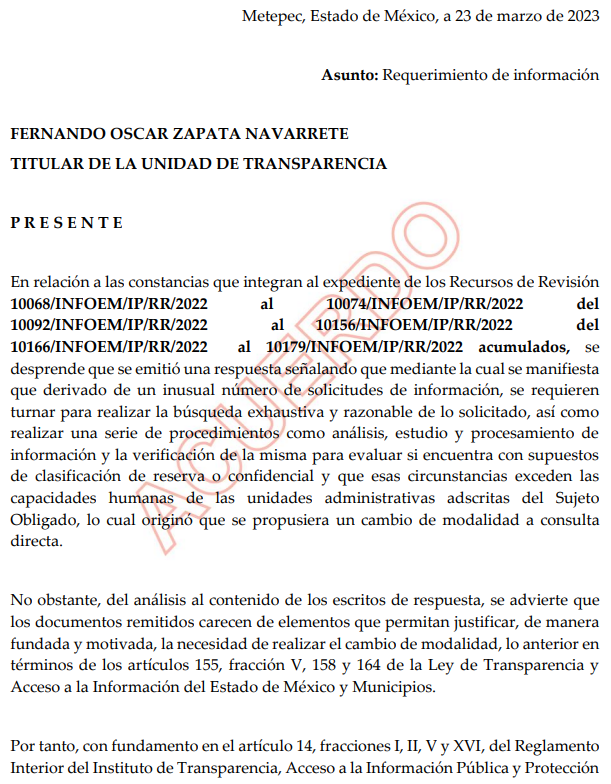 Metepec, Estado de México, a 23 de marzo de 2023
Asunto: Requerimiento de información
FERNANDO OSCAR ZAPATA NAVARRETE
TITULAR DE LA UNIDAD DE TRANSPARENCIA
P R E S E N T E
En relación a las constancias que integran al expediente de los Recursos de Revisión
10068/INFOEM/IP/RR/2022 al 10074/INFOEM/IP/RR/2022 del
10092/INFOEM/IP/RR/2022 al 10156/INFOEM/IP/RR/2022 del
10166/INFOEM/IP/RR/2022 al 10179/INFOEM/IP/RR/2022 acumulados, se
desprende que se emitió una respuesta señalando que mediante la cual se manifiesta
que derivado de un inusual número de solicitudes de información, se requieren
turnar para realizar la búsqueda exhaustiva y razonable de lo solicitado, así como
realizar una serie de procedimientos como análisis, estudio y procesamiento de
información y la verificación de la misma para evaluar si encuentra con supuestos
de clasificación de reserva o confidencial y que esas circunstancias exceden las
capacidades humanas de las unidades administrativas adscritas del Sujeto
Obligado, lo cual originó que se propusiera un cambio de modalidad a consulta
directa.
No obstante, del análisis al contenido de los escritos de respuesta, se advierte que
los documentos remitidos carecen de elementos que permitan justificar, de manera
fundada y motivada, la necesidad de realizar el cambio de modalidad, lo anterior en
términos de los artículos 155, fracción V, 158 y 164 de la Ley de Transparencia y
Acceso a la Información del Estado de México y Municipios.
Por tanto, con fundamento en el artículo 14, fracciones I, II, V y XVI, del Reglamento
Interior del Instituto de Transparencia, Acceso a la Información Pública y Protección
ACUERDO